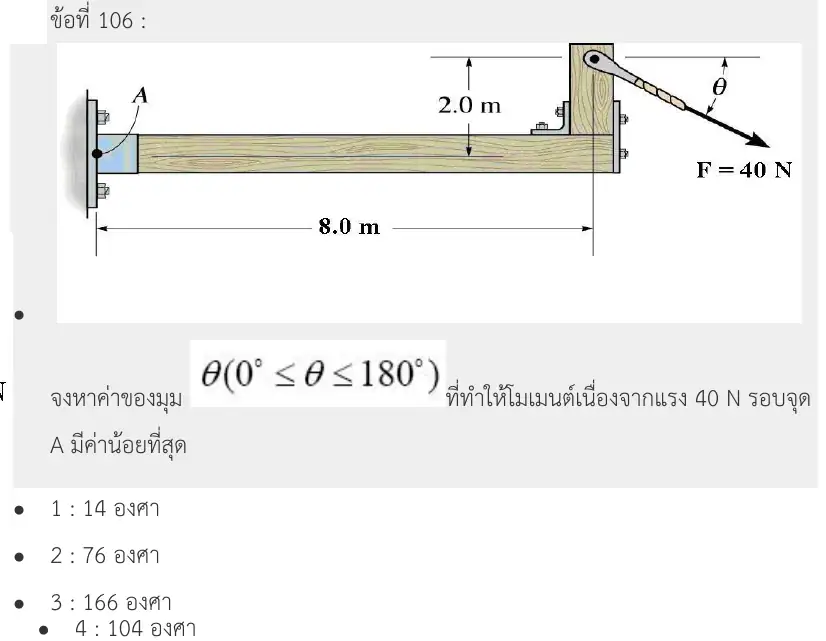 ข้อที่ 106 :
A
2.0 m
θ
F = 40 N
8.0 m
θ(0° ≤ θ ≤ 180°)
จงหาค่าของมุม ที่ทำให้โมเมนต์เนื่องจากแรง 40 N รอบจุด
A มีค่าน้อยที่สุด
1 : 14 องศา
2 : 76 องศา
3 : 166 องศา
4 : 104 องศา